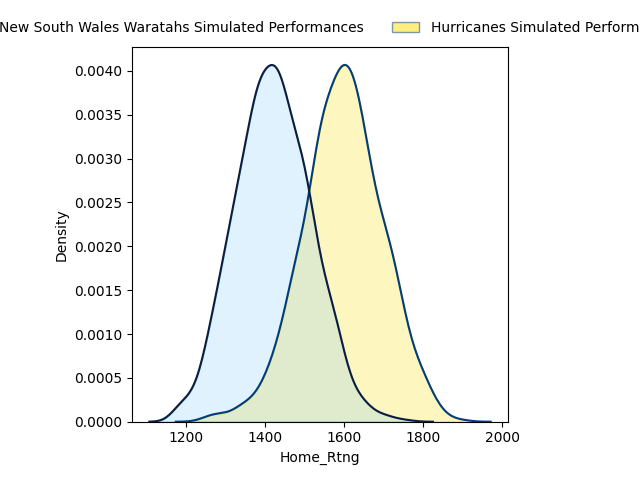 New South Wales Waratahs Simulated Performances
Hurricanes Simulated Perform
0.0040
0.0035
0.0030
0.0025
0.0020
0.0015
0.0010
0.0005
0.0000
Density
1200 1400 1600 1800 2000
Home_Rtng